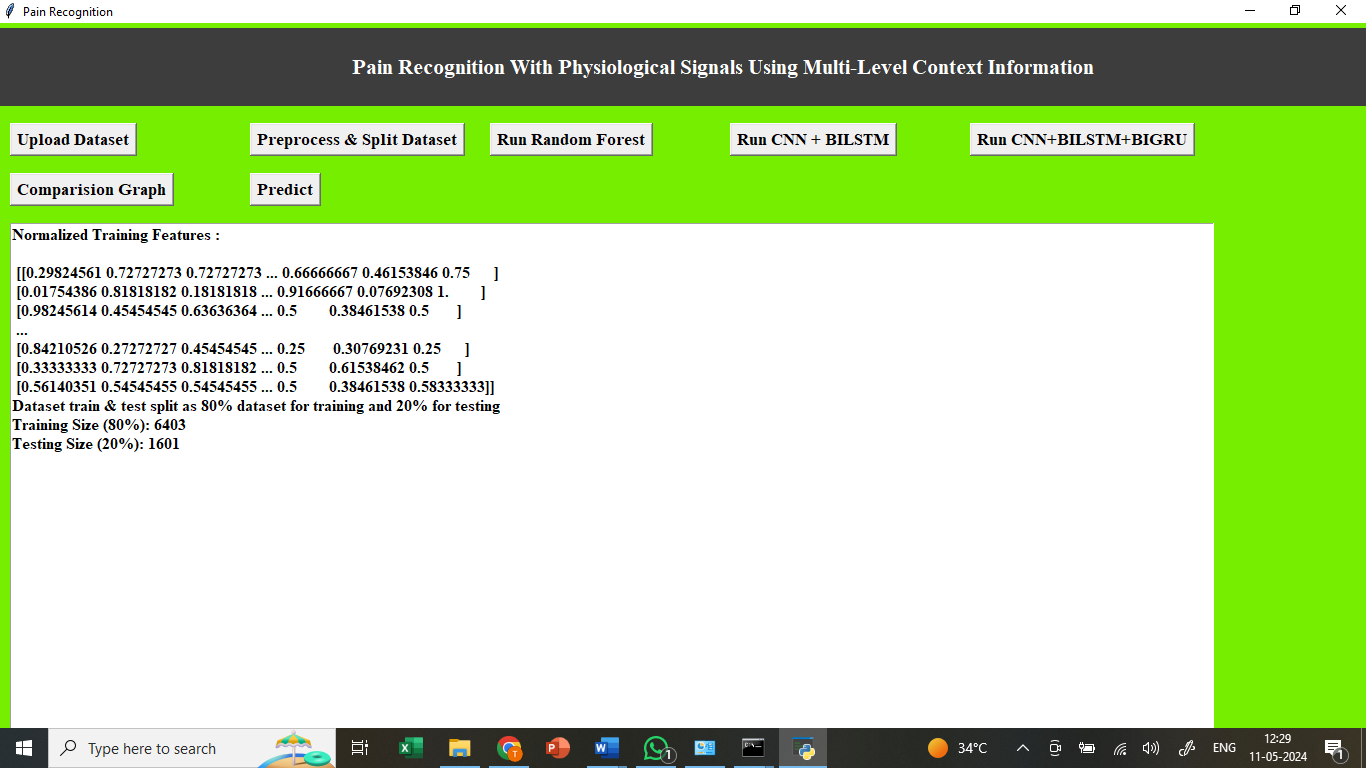 Pain Recognition
Pain Recognition With Physiological Signals Using Multi-Level Context Information
Upload Dataset Preprocess & Split Dataset Run Random Forest Run CNN + BILSTM Run CNN+BILSTM+BIGRU
Comparision Graph Predict
Normalized Training Features :
[[0.29824561 0.72727273 0.72727273 ... 0.66666667 0.46153846 0.75      ]
[0.01754386 0.81818182 0.18181818 ... 0.91666667 0.07692308 1.        ]
[0.98245614 0.45454545 0.63636364 ... 0.5        0.38461538 0.5       ]
...
[0.84210526 0.27272727 0.45454545 ... 0.25       0.30769231 0.25      ]
[0.33333333 0.72727273 0.81818182 ... 0.5        0.61538462 0.5       ]
[0.56140351 0.54545455 0.54545455 ... 0.5        0.38461538 0.58333333]]
Dataset train & test split as 80% dataset for training and 20% for testing
Training Size (80%): 6403
Testing Size (20%): 1601
Type here to search
34°C
ENG
12:29
11-05-2024
1
1